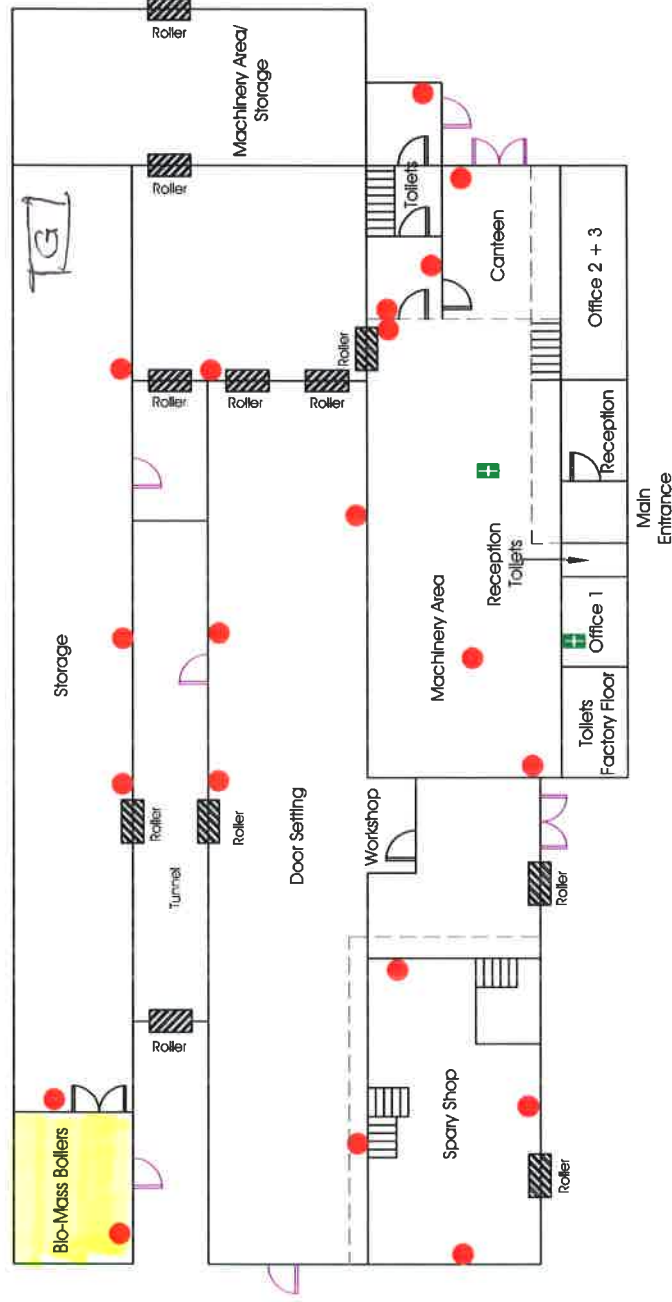 Roller
Machinery Area/
Storage
Roller
G
Toilets
Canteen
Office 2 + 3
Roller
Roller
Roller
Roller
Reception
Main
Entrance
Reception
Toilets
Storage
Machinery Area
Office 1
Toilets
Factory Floor
Roller
Roller
Tunnel
Door Setting
Workshop
Roller
Roller
Bio-Mass Boilers
Spary Shop
Roller